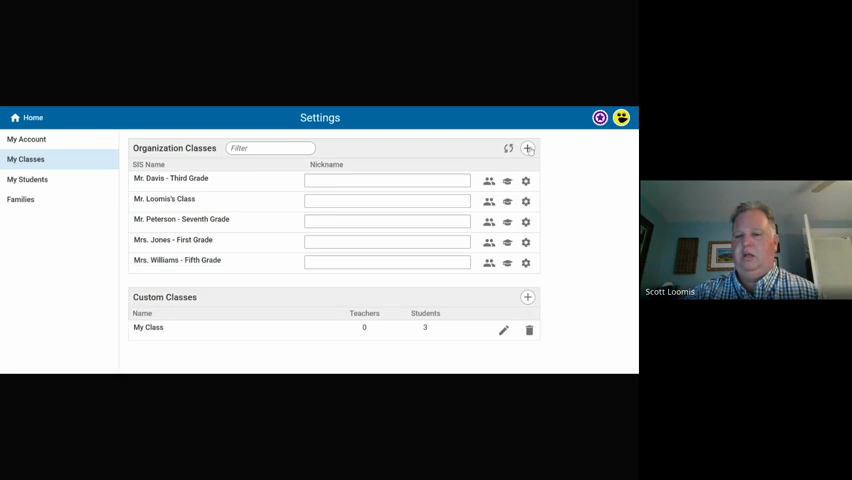 Home
Settings
My Account
My Classes
My Students
Families
Organization Classes
Filter
SIS Name Nickname
Mr. Davis - Third Grade
Mr. Loomis's Class
Mr. Peterson - Seventh Grade
Mrs. Jones - First Grade
Mrs. Williams - Fifth Grade
Custom Classes
Name Teachers Students
My Class 0 3
Scott Loomis